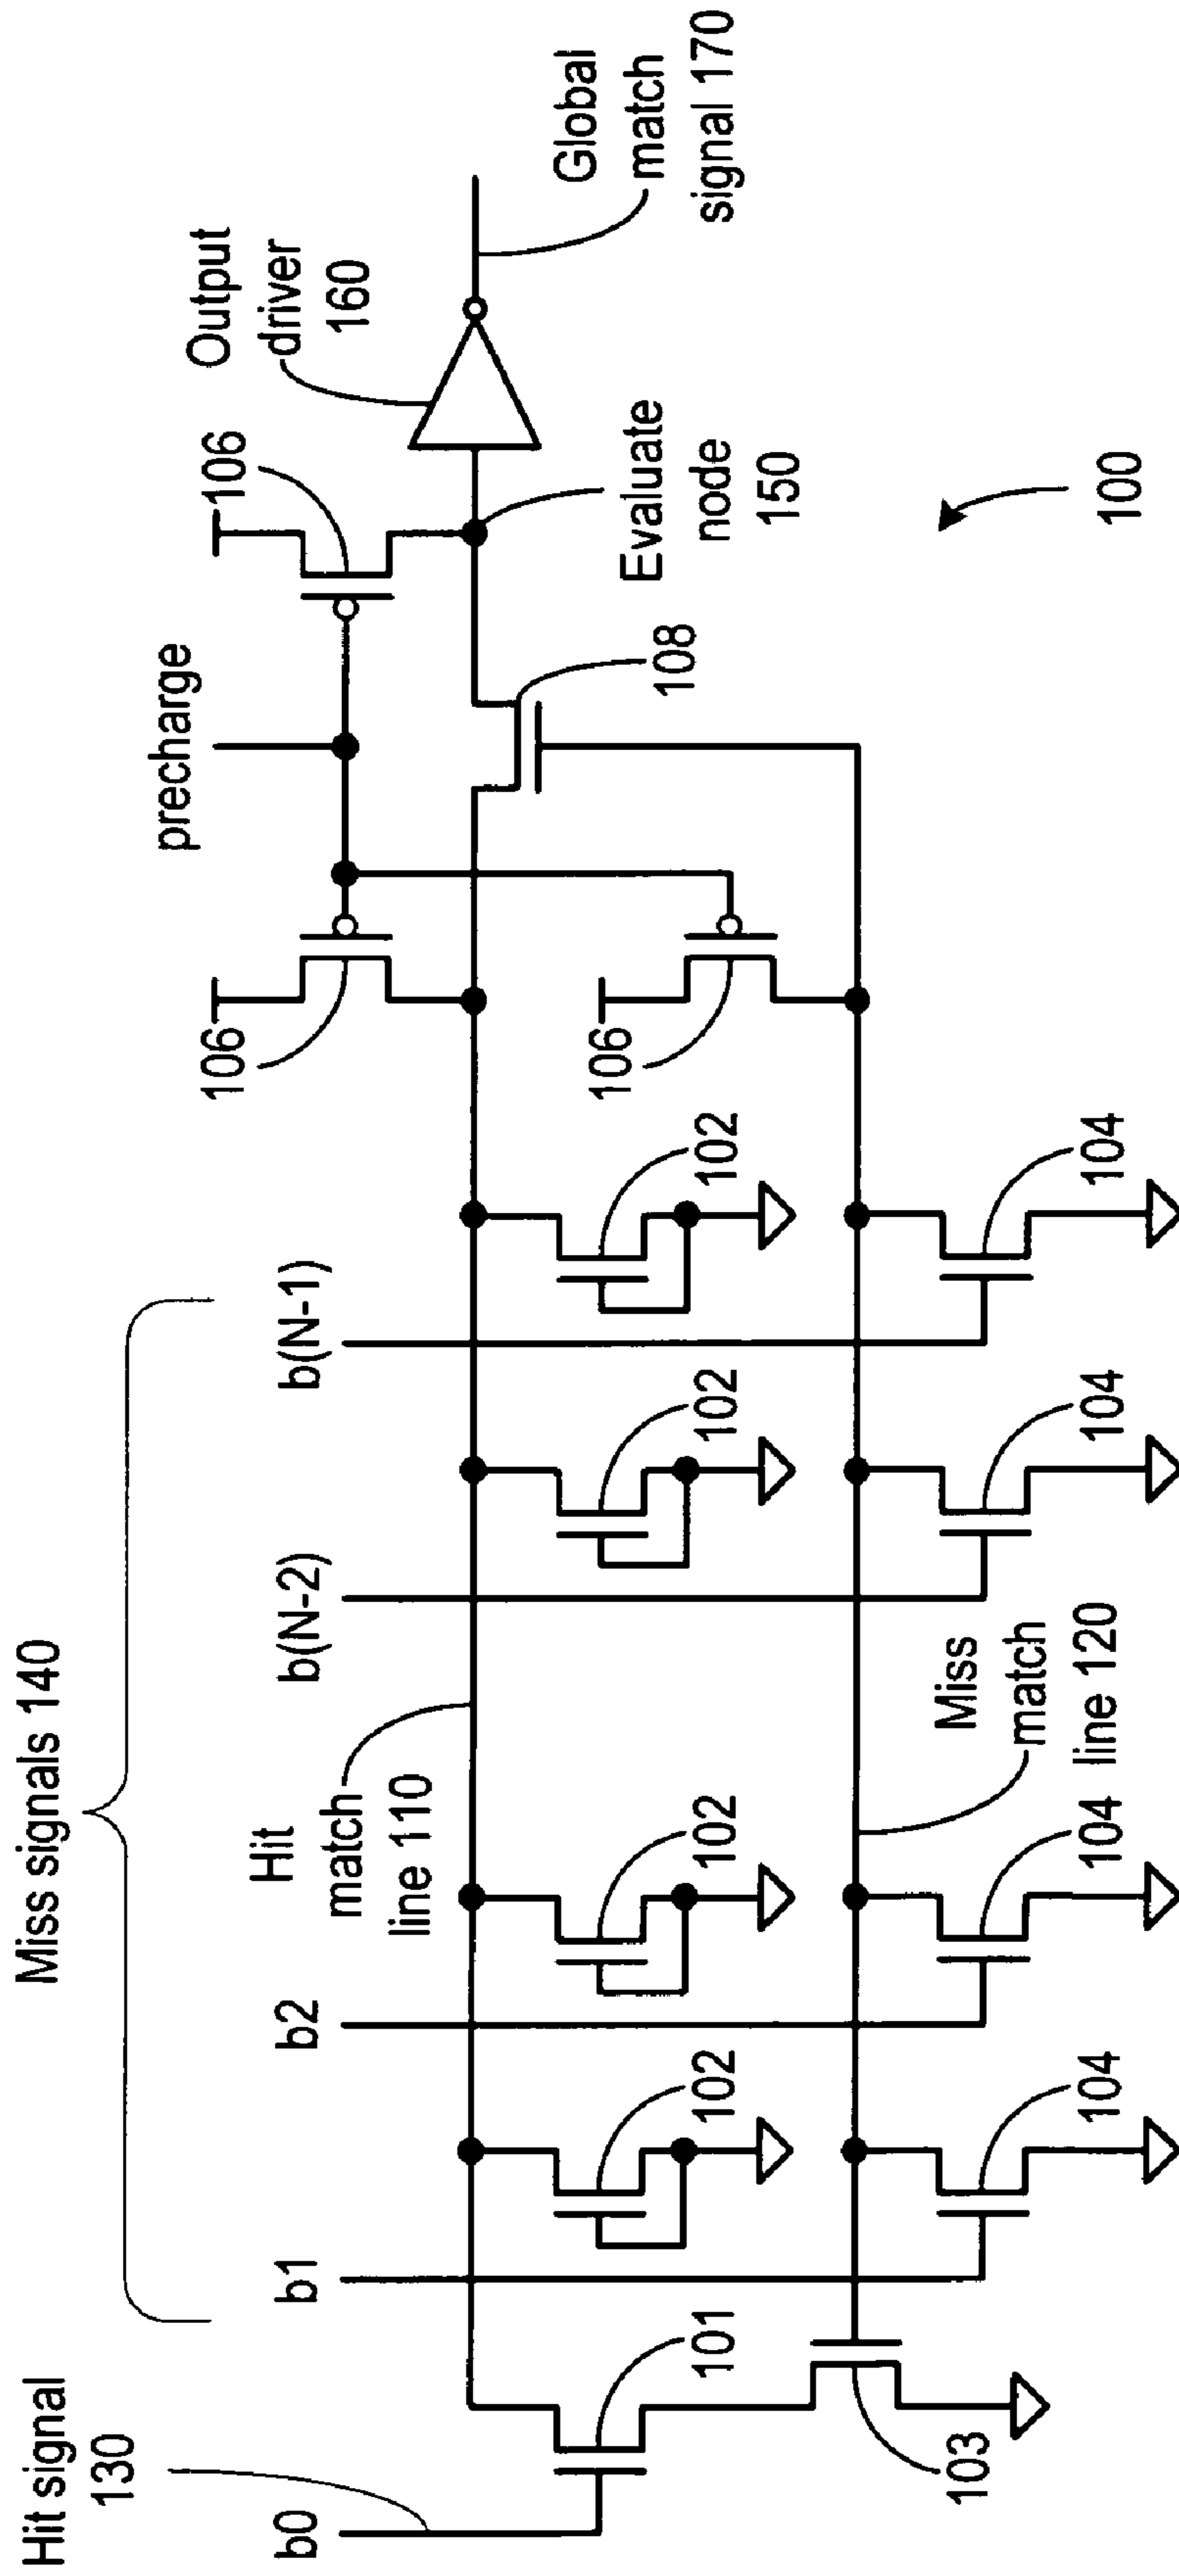 Miss signals 140
Hit signal
130
b0
b1
b2
b(N-2)
b(N-1)
precharge
Hit
match
line 110
106
106
106
Output
driver
160
Global
match
signal 170
Evaluate
node
150
108
101
102
102
102
102
103
104
104
104
104
Miss
match
line 120
100